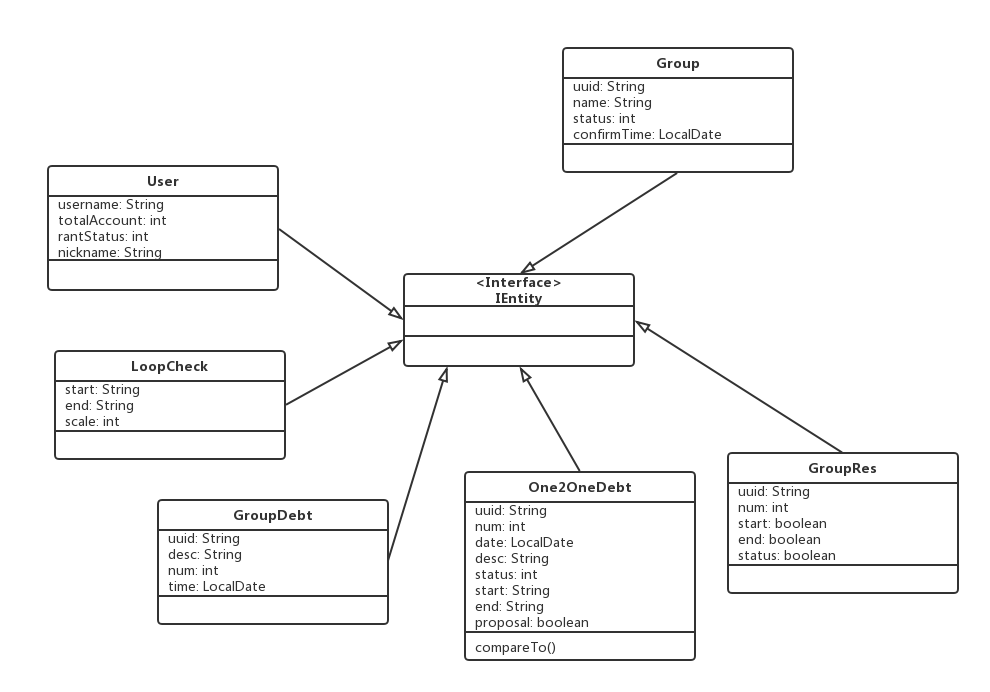 Group
uuid: String
name: String
status: int
confirmTime: LocalDate
User
username: String
totalAccount: int
rantStatus: int
nickname: String
<Interface>
IEntity
LoopCheck
start: String
end: String
scale: int
GroupDebt
uuid: String
desc: String
num: int
time: LocalDate
One2OneDebt
uuid: String
num: int
date: LocalDate
desc: String
status: int
start: String
end: String
proposal: boolean
compareTo()
GroupRes
uuid: String
num: int
start: boolean
end: boolean
status: boolean